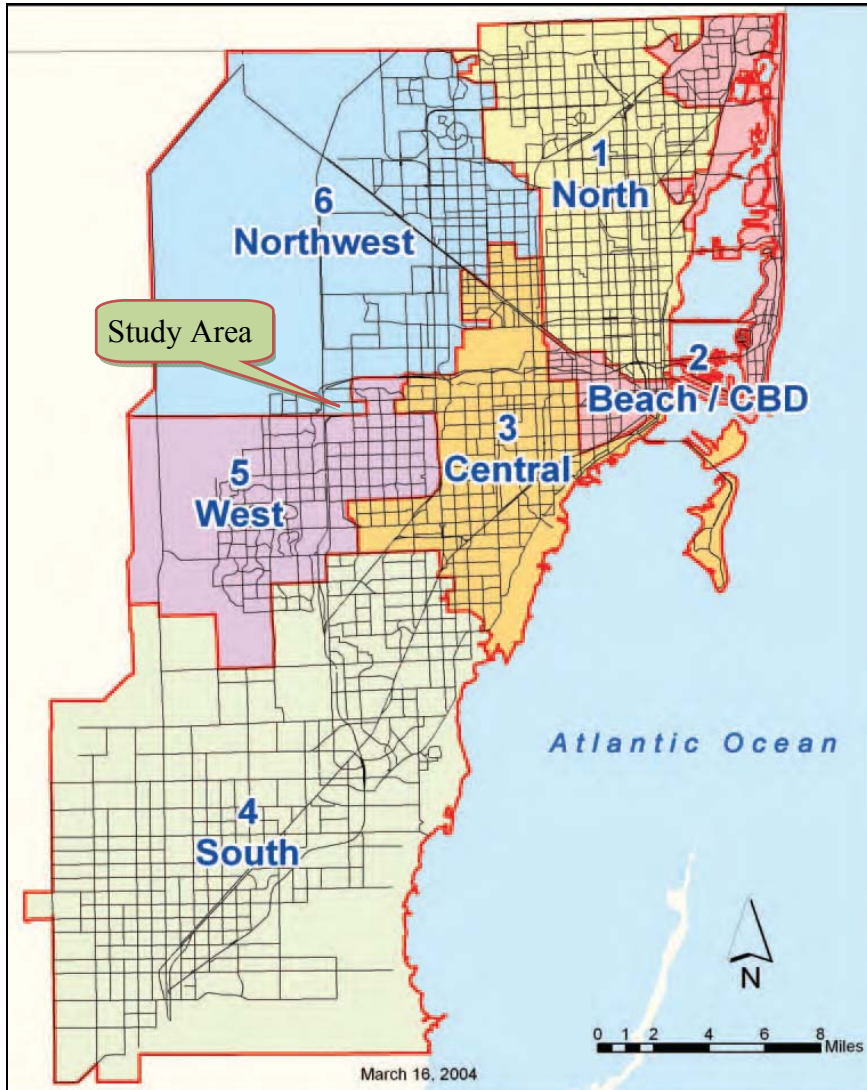 1
North
6
Northwest
Study Area
2
Beach / CBD
3
Central
5
West
Atlantic Ocean
4
South
N
0 1 2 4 6 8
Miles
March 16, 2004